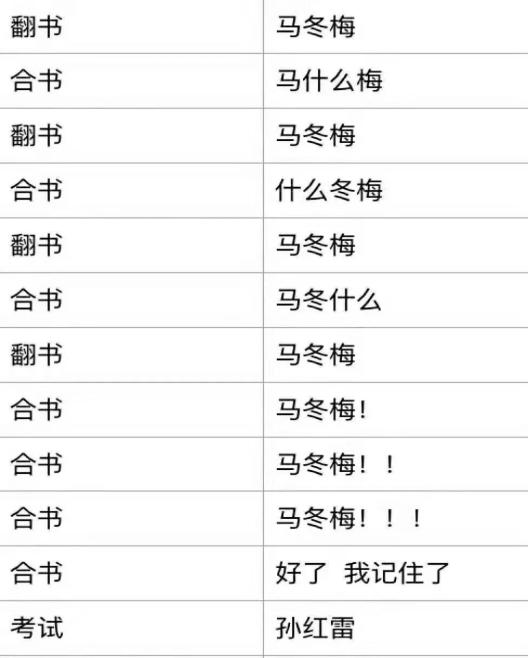 翻书 马冬梅
合书 马什么梅
翻书 马冬梅
合书 什么冬梅
翻书 马冬梅
合书 马冬什么
翻书 马冬梅
合书 马冬梅！
合书 马冬梅！！
合书 马冬梅！！！
合书 好了 我记住了
考试 孙红雷